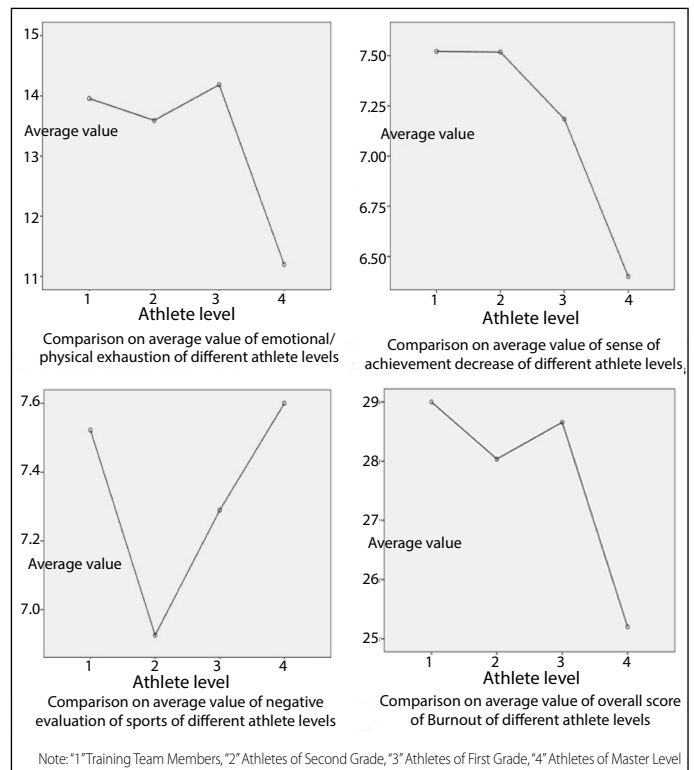 15
14
Average value
13
12
11
1 2 3 4
Athlete level
Comparison on average value of emotional/
physical exhaustion of different athlete levels
7.50
7.25
Average value
7.00
6.75
6.50
1 2 3 4
Athlete level
Comparison on average value of sense of
achievement decrease of different athlete levels
7.6
7.4
7.2
Average value
7.0
1 2 3 4
Athlete level
Comparison on average value of negative
evaluation of sports of different athlete levels
29
28
27
Average value
26
25
1 2 3 4
Athlete level
Comparison on average value of overall score
of Burnout of different athlete levels
Note: “1” Training Team Members, “2” Athletes of Second Grade, “3” Athletes of First Grade, “4” Athletes of Master Level